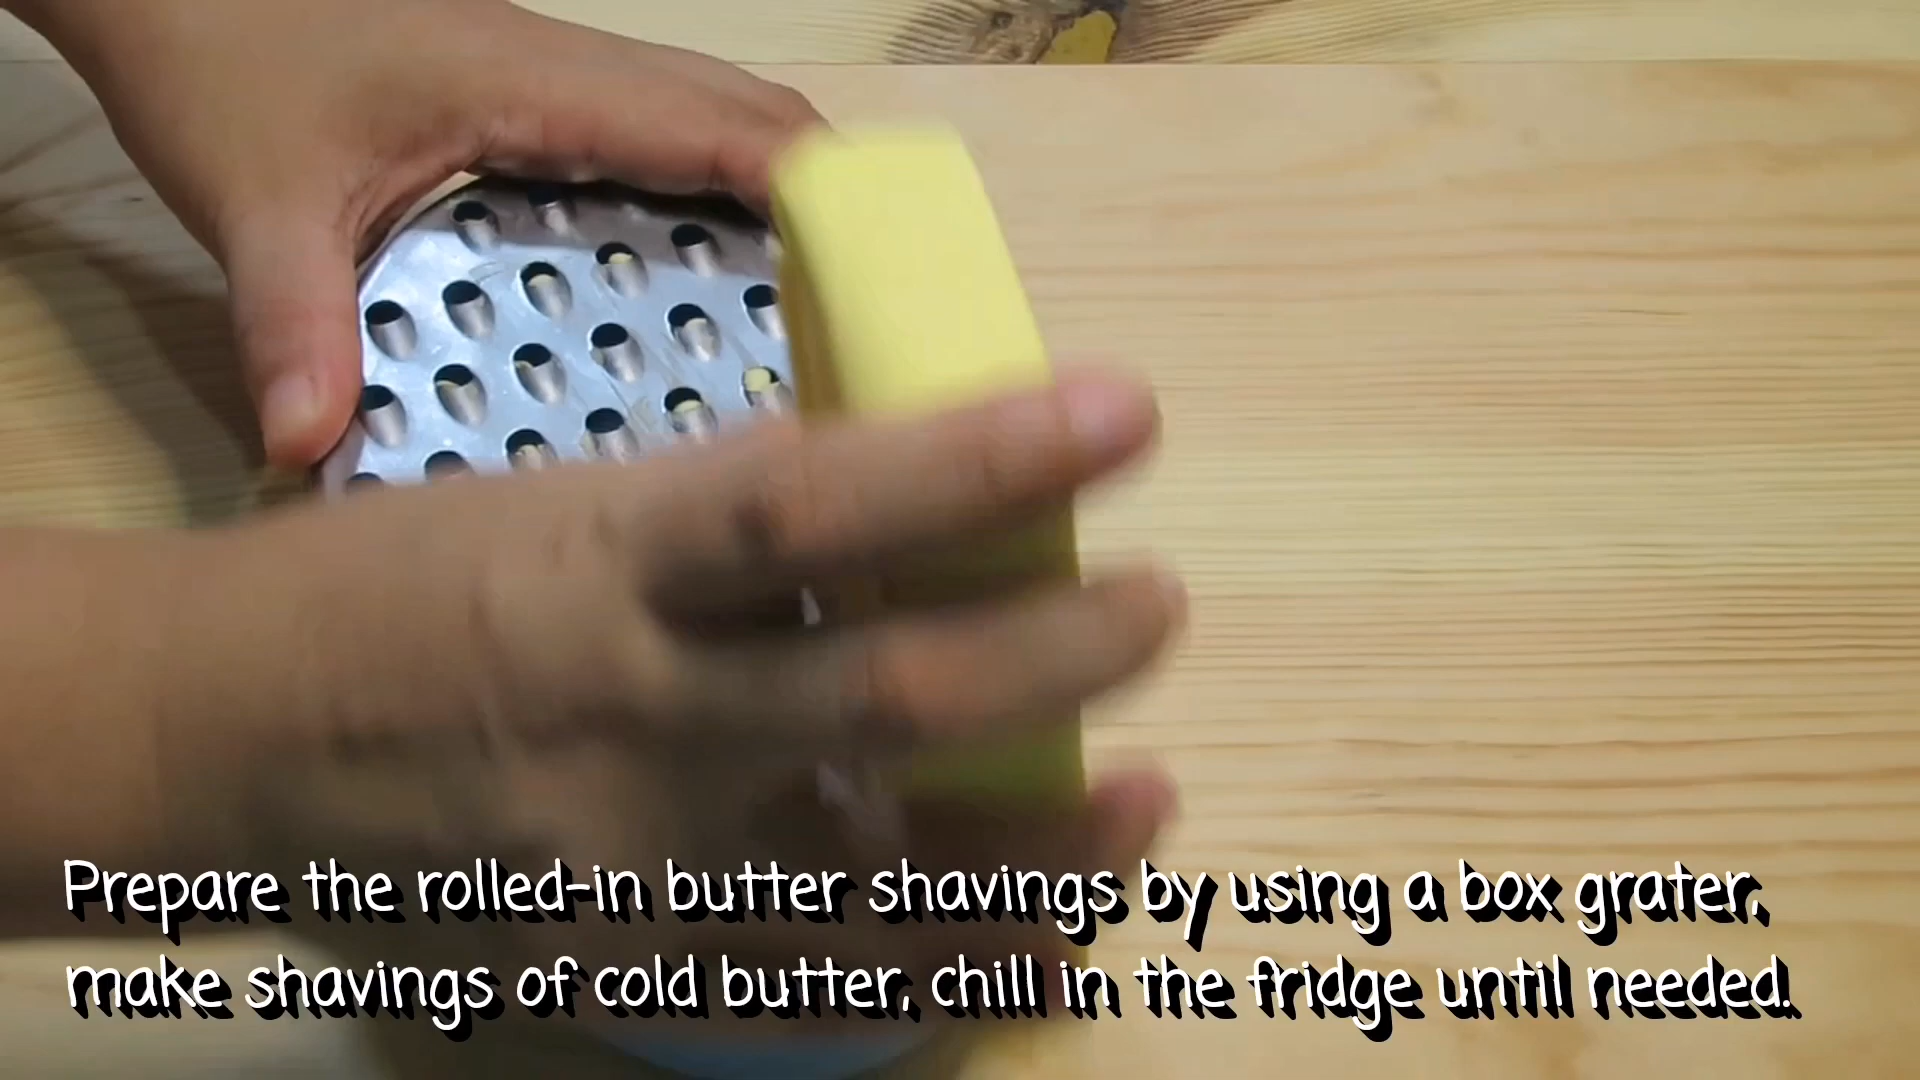 Prepare the rolled-in butter shavings by using a box grater,
make shavings of cold butter, chill in the fridge until needed.